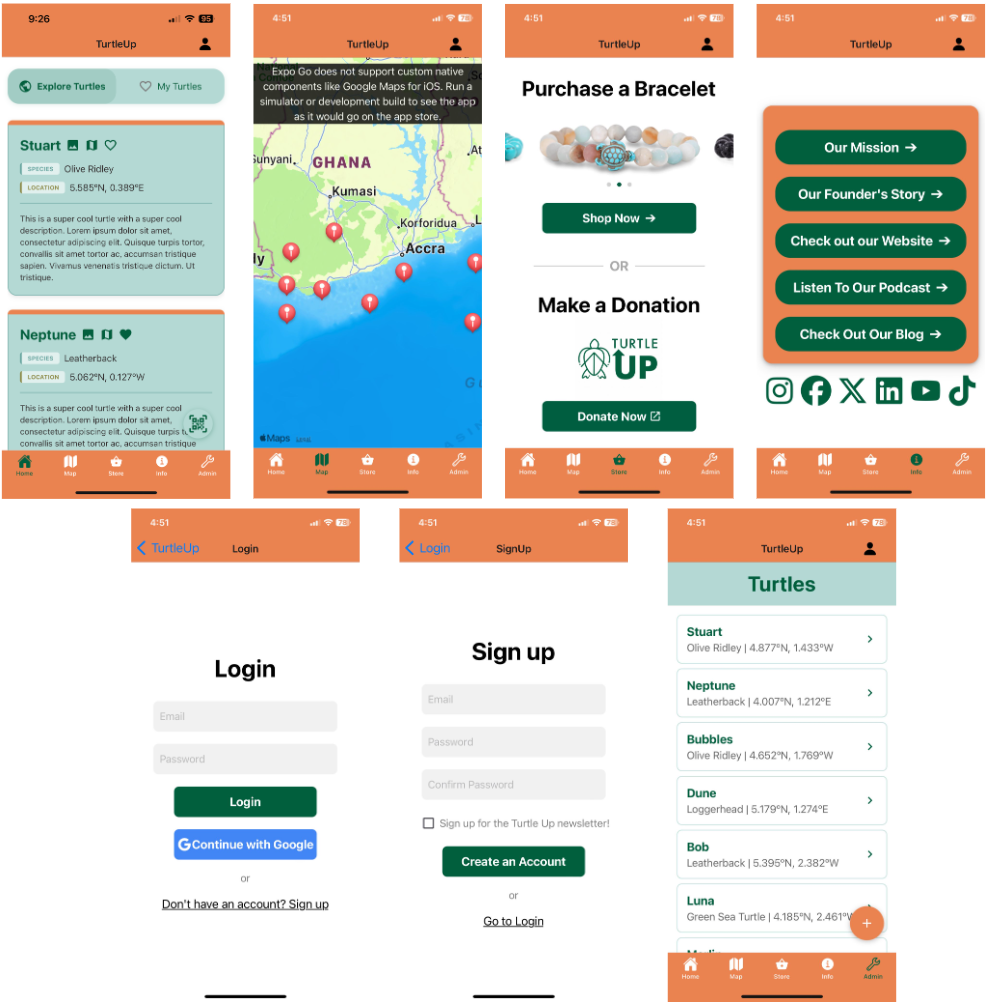 9:26
95
TurtleUp
Explore Turtles
My Turtles
Stuart
SPECIES Olive Ridley
LOCATION 5.585°N, 0.389°E
This is a super cool turtle with a super cool
description. Lorem ipsum dolor sit amet,
consectetur adipiscing elit. Quisque turpis tortor,
convallis sit amet tortor ac, accumsan tristique
sapien. Vivamus venenatis tristique dictum. Ut
tristique.
Neptune
SPECIES Leatherback
LOCATION 5.062°N, 0.127°W
This is a super cool turtle with a super cool
description. Lorem ipsum dolor sit amet,
consectetur adipiscing elit. Quisque turpis
convallis sit amet tortor ac, accumsan tristique
Home Map Store Info Admin
4:51
78
TurtleUp
Expo Go does not support custom native
components like Google Maps for iOS. Run a
simulator or development build to see the app
as it would go on the app store.
Sunyani
GHANA
Kumasi
Korforidua
Accra
Maps LEGAL
Home Map Store Info Admin
4:51
78
TurtleUp
Purchase a Bracelet
Shop Now →
OR
Make a Donation
TURTLE
UP
Donate Now
Home Map Store Info Admin
4:51
78
TurtleUp
Our Mission →
Our Founder's Story →
Check out our Website →
Listen To Our Podcast →
Check Out Our Blog →
Home Map Store Info Admin
4:51
78
TurtleUp Login
Login
Email
Password
Login
Continue with Google
or
Don't have an account? Sign up
4:51
78
Login SignUp
Sign up
Email
Password
Confirm Password
Sign up for the Turtle Up newsletter!
Create an Account
or
Go to Login
4:51
78
TurtleUp
Turtles
Stuart
Olive Ridley | 4.877°N, 1.433°W
Neptune
Leatherback | 4.007°N, 1.212°E
Bubbles
Olive Ridley | 4.652°N, 1.769°W
Dune
Loggerhead | 5.179°N, 1.274°E
Bob
Leatherback | 5.395°N, 2.382°W
Luna
Green Sea Turtle | 4.185°N, 2.461°W
+
Home Map Store Info Admin